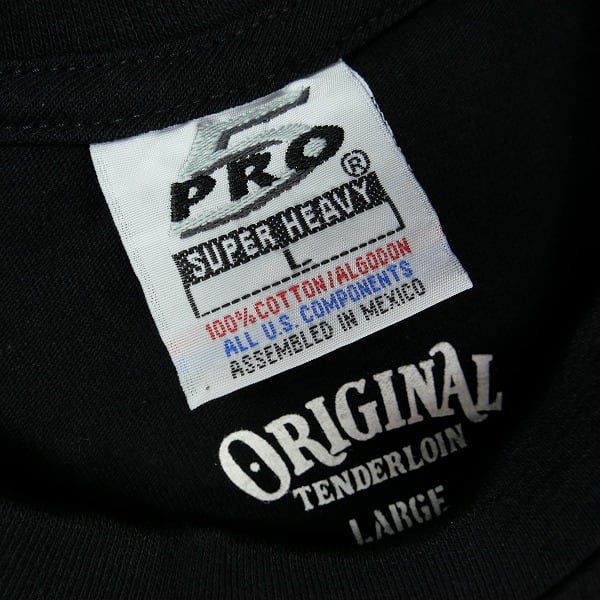 PRO®
SUPER HEAVY
L
100% COTTON/ALGODON
ALL U.S. COMPONENTS
ASSEMBLED IN MEXICO
ORIGINAL
TENDERLOIN
LARGE